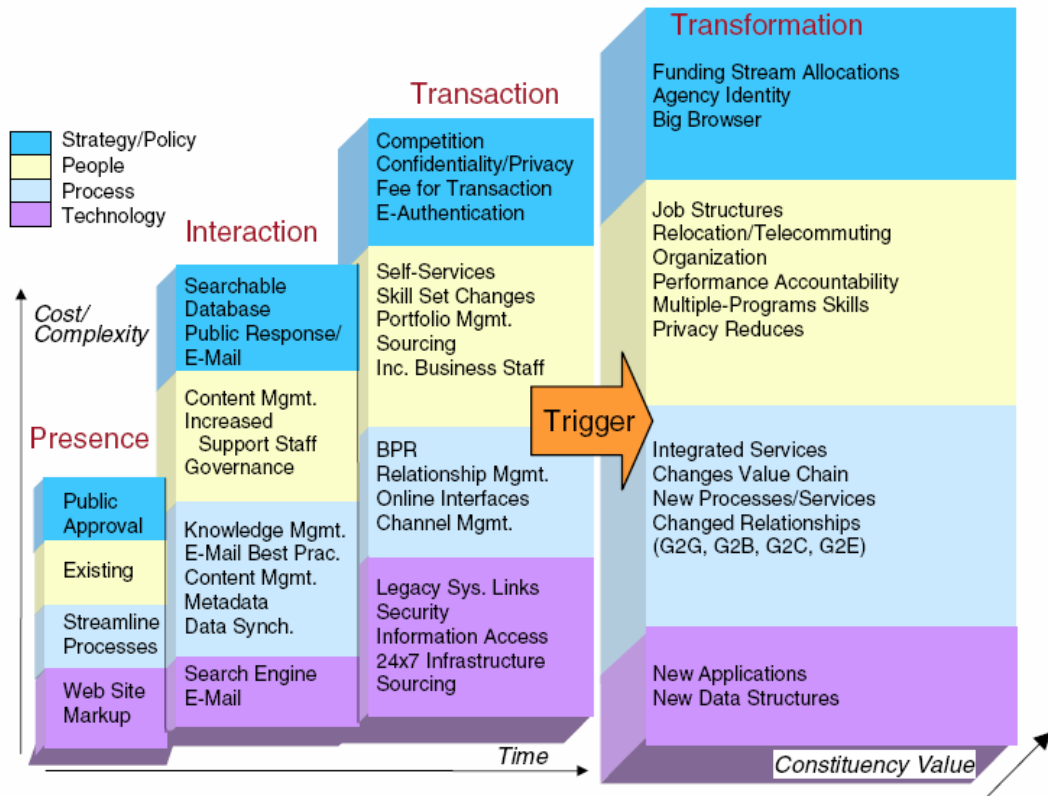 Transformation
Funding Stream Allocations
Agency Identity
Big Browser
Job Structures
Relocation/Telecommuting
Organization
Performance Accountability
Multiple-Programs Skills
Privacy Reduces
Integrated Services
Changes Value Chain
New Processes/Services
Changed Relationships
(G2G, G2B, G2C, G2E)
New Applications
New Data Structures
Transaction
Competition
Confidentiality/Privacy
Fee for Transaction
E-Authentication
Self-Services
Skill Set Changes
Portfolio Mgmt.
Sourcing
Inc. Business Staff
BPR
Relationship Mgmt.
Online Interfaces
Channel Mgmt.
Legacy Sys. Links
Security
Information Access
24x7 Infrastructure
Sourcing
Trigger
Strategy/Policy
People
Process
Technology
Interaction
Searchable
Database
Public Response/
E-Mail
Content Mgmt.
Increased
Support Staff
Governance
Knowledge Mgmt.
E-Mail Best Prac.
Content Mgmt.
Metadata
Data Synch.
Search Engine
E-Mail
Cost/
Complexity
Presence
Public
Approval
Existing
Streamline
Processes
Web Site
Markup
Time
Constituency Value